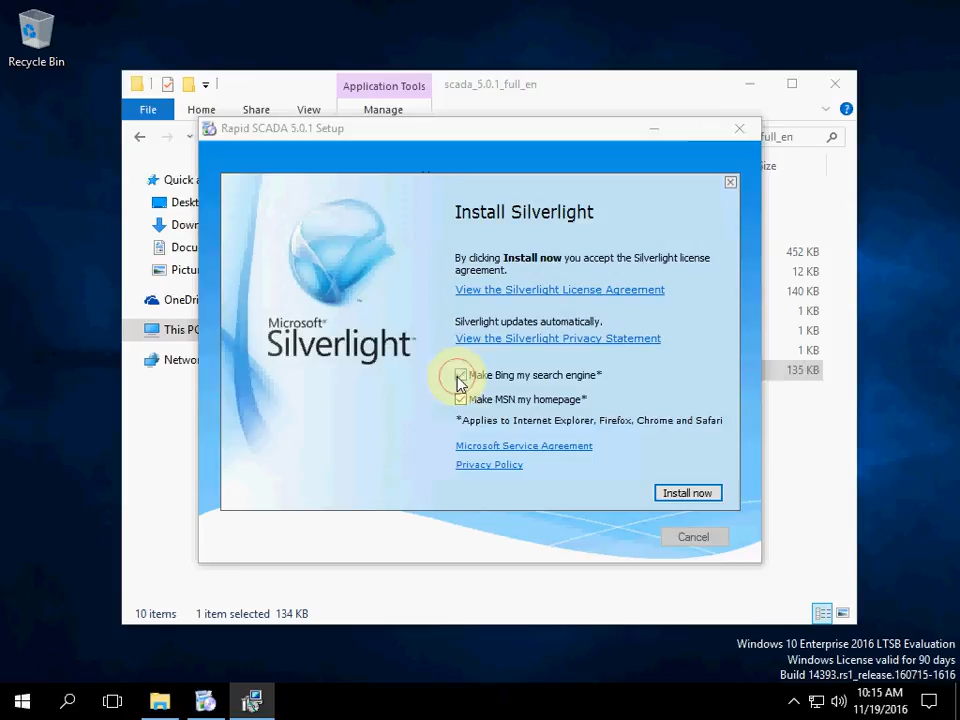 Recycle Bin
Application Tools
scada_5.0.1_full_en
File
Home
Share
View
Manage
Rapid SCADA 5.0.1 Setup
full_en
Quick
Size
Install Silverlight
By clicking Install now you accept the Silverlight license
agreement.
View the Silverlight License Agreement
Microsoft®
Silverlight™
Silverlight updates automatically.
View the Silverlight Privacy Statement
Make Bing my search engine*
Make MSN my homepage*
*Applies to Internet Explorer, Firefox, Chrome and Safari
Microsoft Service Agreement
Privacy Policy
Install now
Cancel
Deskt
Down
Docu
Pictur
OneDri
This PC
Networ
452 KB
12 KB
140 KB
1 KB
1 KB
1 KB
135 KB
10 items
1 item selected 134 KB
Windows 10 Enterprise 2016 LTSB Evaluation
Windows License valid for 90 days
Build 14393.rs1_release.160715-1616
10:15 AM
11/19/2016